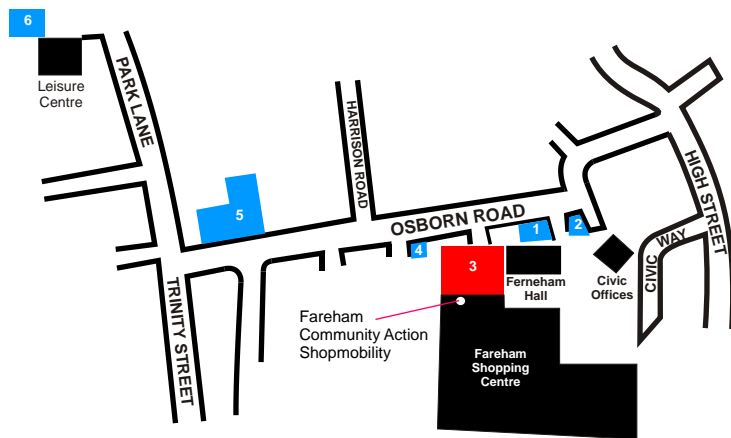 6
Leisure
Centre
PARK LANE
HARRISON ROAD
5
OSBORN ROAD
HIGH STREET
1
2
4
3
Ferneham
Hall
Civic
Offices
CIVIC WAY
TRINITY STREET
Fareham
Community Action
Shopmobility
Fareham
Shopping
Centre